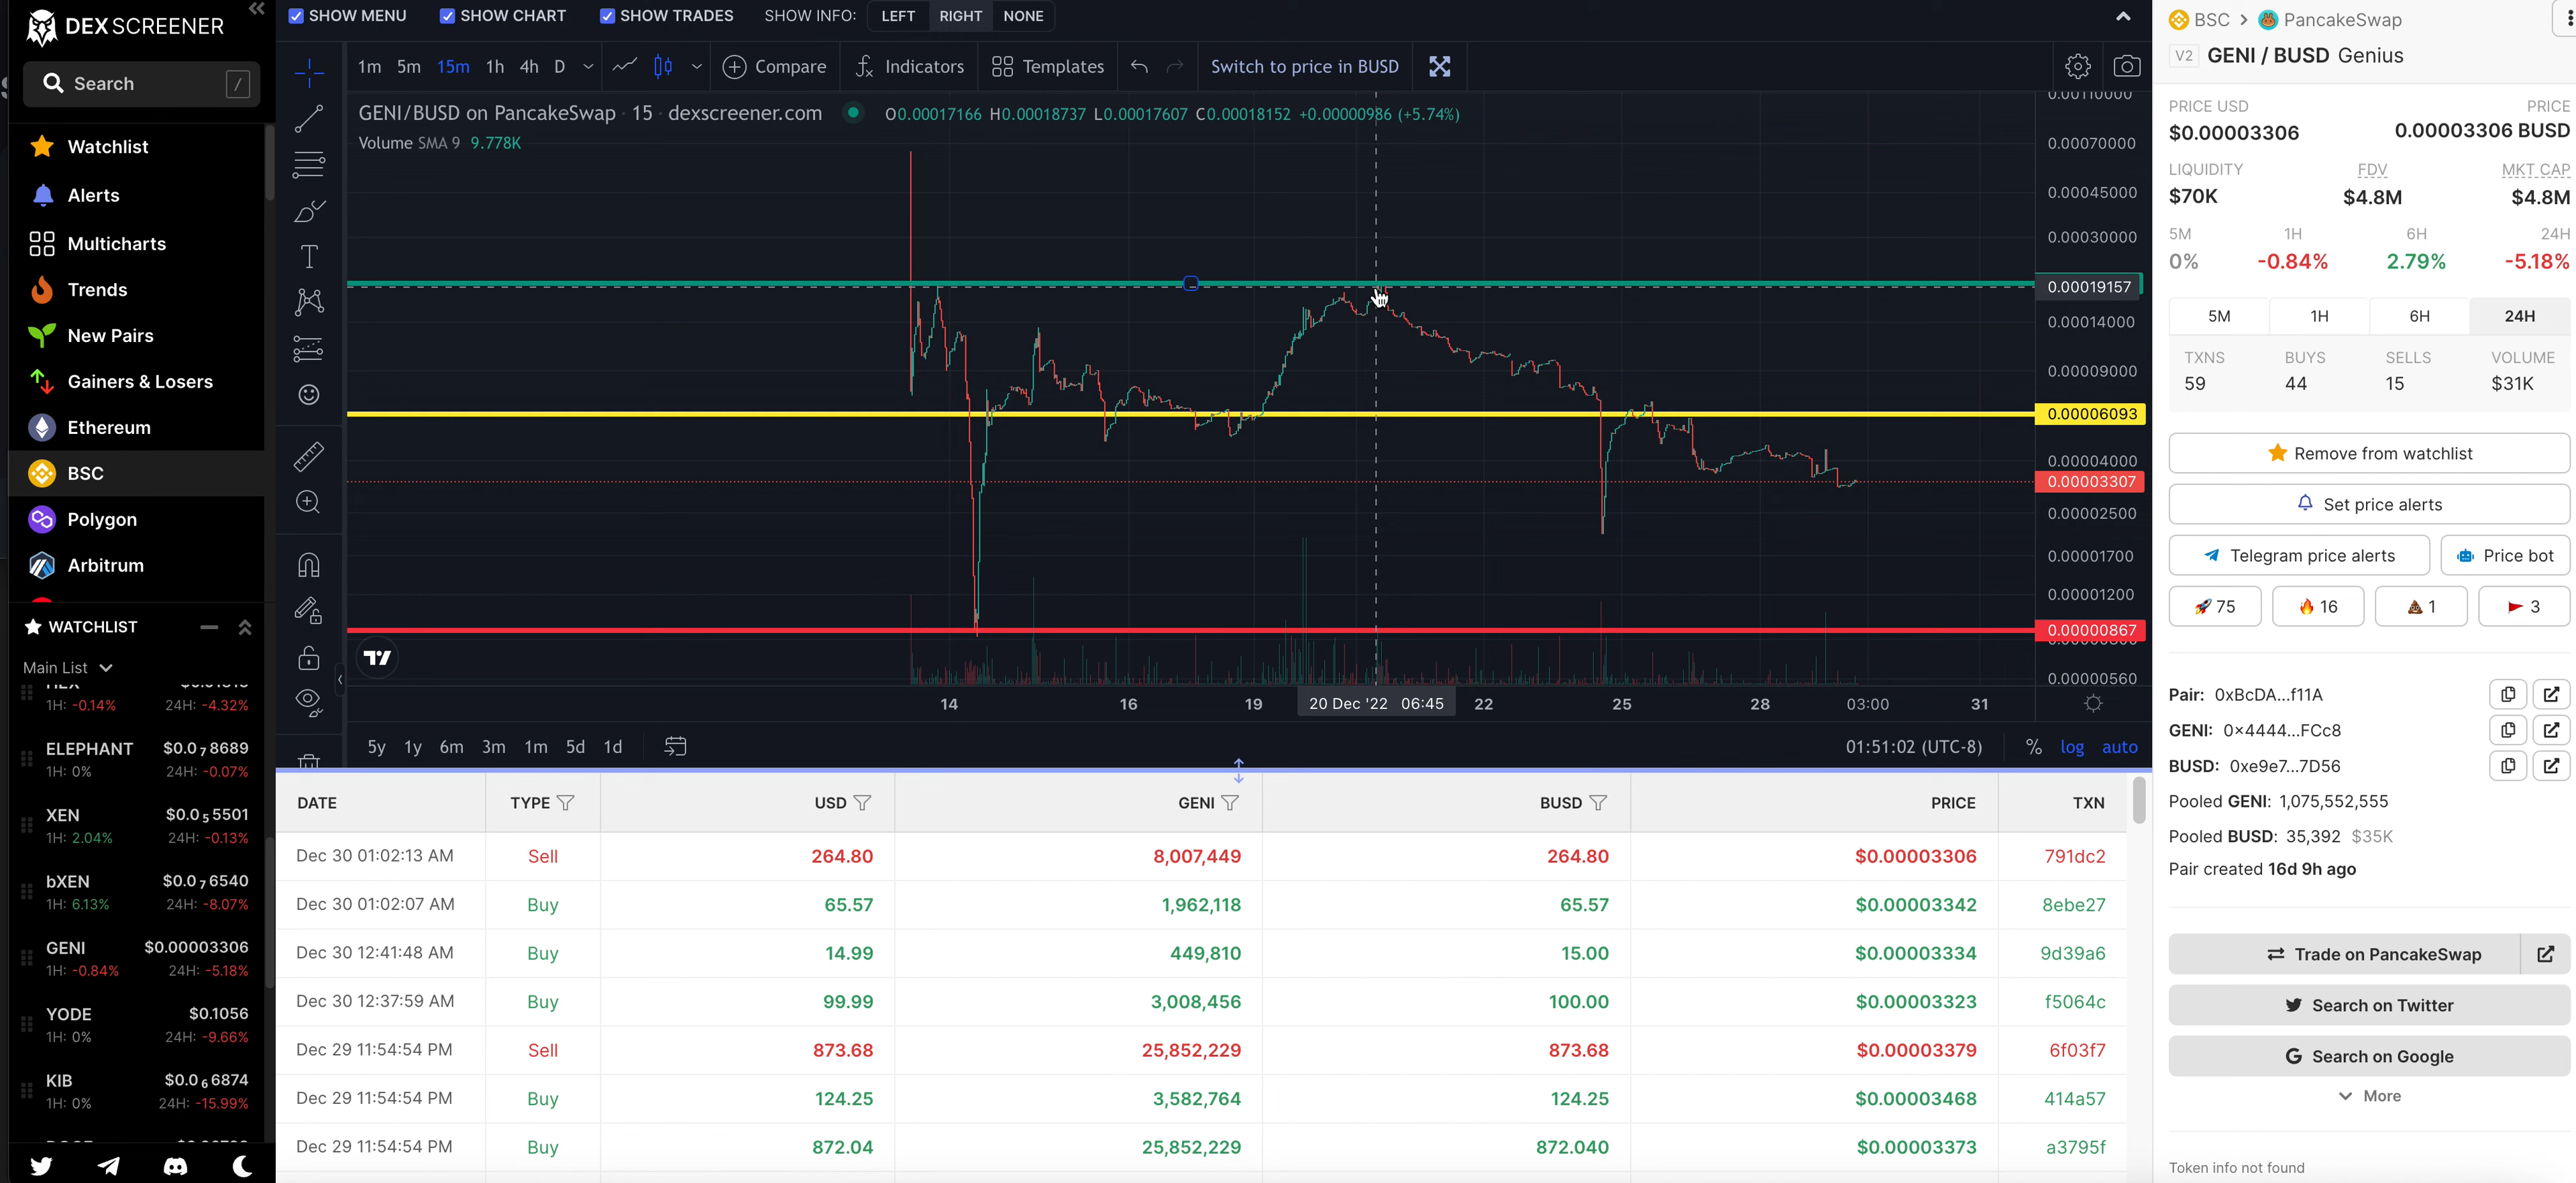 DEXSCREENER
Search /
Watchlist
Alerts
Multicharts
Trends
New Pairs
Gainers & Losers
Ethereum
BSC
Polygon
Arbitrum
WATCHLIST
Main List
1H: -0.14% 24H: -4.32%
ELEPHANT $0.0₇8689
1H: 0% 24H: -0.07%
XEN $0.0₅5501
1H: 2.04% 24H: -0.13%
bXEN $0.0₇6540
1H: 6.13% 24H: -8.07%
GENI $0.00003306
1H: -0.84% 24H: -5.18%
YODE $0.1056
1H: 0% 24H: -9.66%
KIB $0.0₆6874
1H: 0% 24H: -15.99%
SHOW MENU SHOW CHART SHOW TRADES SHOW INFO: LEFT RIGHT NONE
1m 5m 15m 1h 4h D Compare Indicators Templates Switch to price in BUSD
GENI/BUSD on PancakeSwap · 15 · dexscreener.com O0.00017166 H0.00018737 L0.00017607 C0.00018152 +0.00000986 (+5.74%)
Volume SMA 9 9.778K
0.00110000
0.00070000
0.00045000
0.00030000
0.00019157
0.00014000
0.00009000
0.00006093
0.00004000
0.00003307
0.00002500
0.00001700
0.00001200
0.00000867
0.00000560
14 16 19 20 Dec '22 06:45 22 25 28 03:00 31
5y 1y 6m 3m 1m 5d 1d 01:51:02 (UTC-8) % log auto
DATE TYPE USD GENI BUSD PRICE TXN
Dec 30 01:02:13 AM Sell 264.80 8,007,449 264.80 $0.00003306 791dc2
Dec 30 01:02:07 AM Buy 65.57 1,962,118 65.57 $0.00003342 8ebe27
Dec 30 12:41:48 AM Buy 14.99 449,810 15.00 $0.00003334 9d39a6
Dec 30 12:37:59 AM Buy 99.99 3,008,456 100.00 $0.00003323 f5064c
Dec 29 11:54:54 PM Sell 873.68 25,852,229 873.68 $0.00003379 6f03f7
Dec 29 11:54:54 PM Buy 124.25 3,582,764 124.25 $0.00003468 414a57
Dec 29 11:54:54 PM Buy 872.04 25,852,229 872.040 $0.00003373 a3795f
BSC > PancakeSwap
V2 GENI / BUSD Genius
PRICE USD PRICE
$0.00003306 0.00003306 BUSD
LIQUIDITY FDV MKT CAP
$70K $4.8M $4.8M
5M 1H 6H 24H
0% -0.84% 2.79% -5.18%
5M 1H 6H 24H
TXNS BUYS SELLS VOLUME
59 44 15 $31K
Remove from watchlist
Set price alerts
Telegram price alerts Price bot
75 16 1 3
Pair: 0xBcDA...f11A
GENI: 0x4444...FCc8
BUSD: 0xe9e7...7D56
Pooled GENI: 1,075,552,555
Pooled BUSD: 35,392 $35K
Pair created 16d 9h ago
Trade on PancakeSwap
Search on Twitter
Search on Google
More
Token info not found